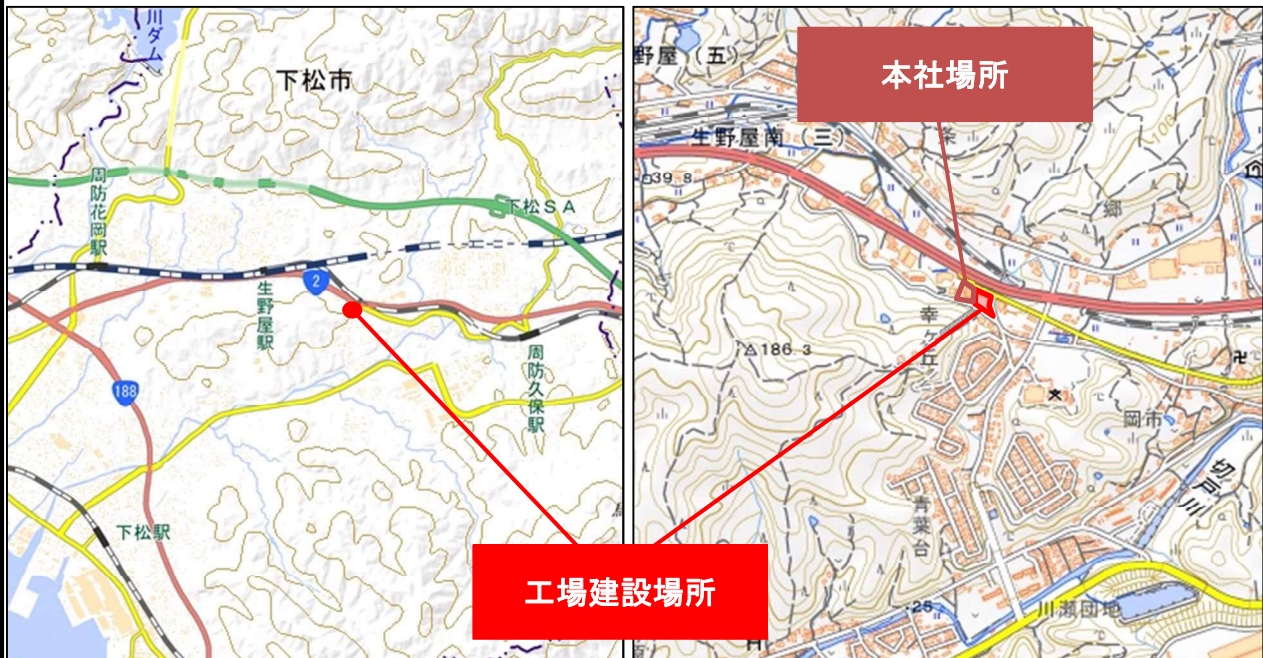 川ダム
下松市
周防花岡駅
下松SA
2
生野屋駅
周防久保駅
188
下松駅
野屋(五)
本社場所
生野屋南(三)
39.8
郷
幸ヶ丘
186.3
岡市
切戸川
青葉台
25
川瀬団地
工場建設場所